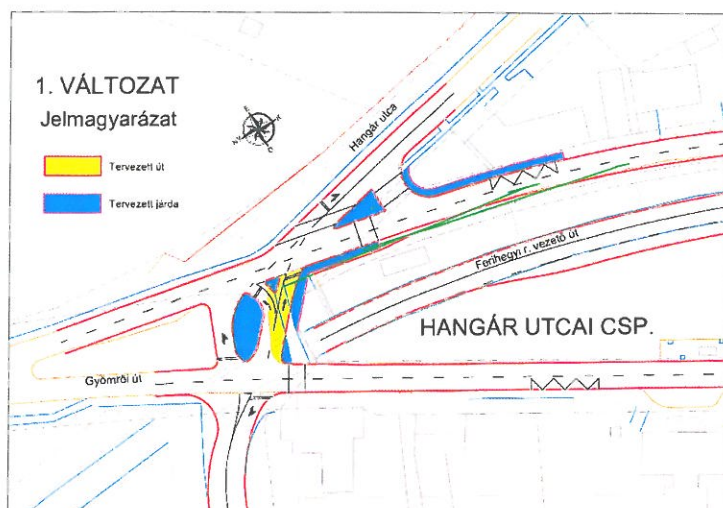 1. VÁLTOZAT
Jelmagyarázat
Tervezett út
Tervezett járda
Hangár utca
Ferihegyi r. vezető út
HANGÁR UTCAI CSP.
Gyömrői út